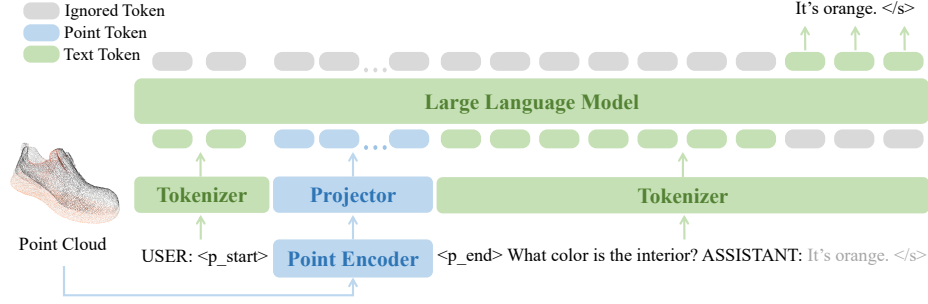 Ignored Token
Point Token
Text Token
It's orange. </s>
Large Language Model
Tokenizer
Projector
Tokenizer
Point Cloud
USER: <p_start>
Point Encoder
<p_end> What color is the interior? ASSISTANT: It's orange. </s>